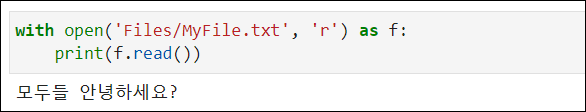 with open('Files/MyFile.txt', 'r') as f:
    print(f.read())
모두들 안녕하세요?